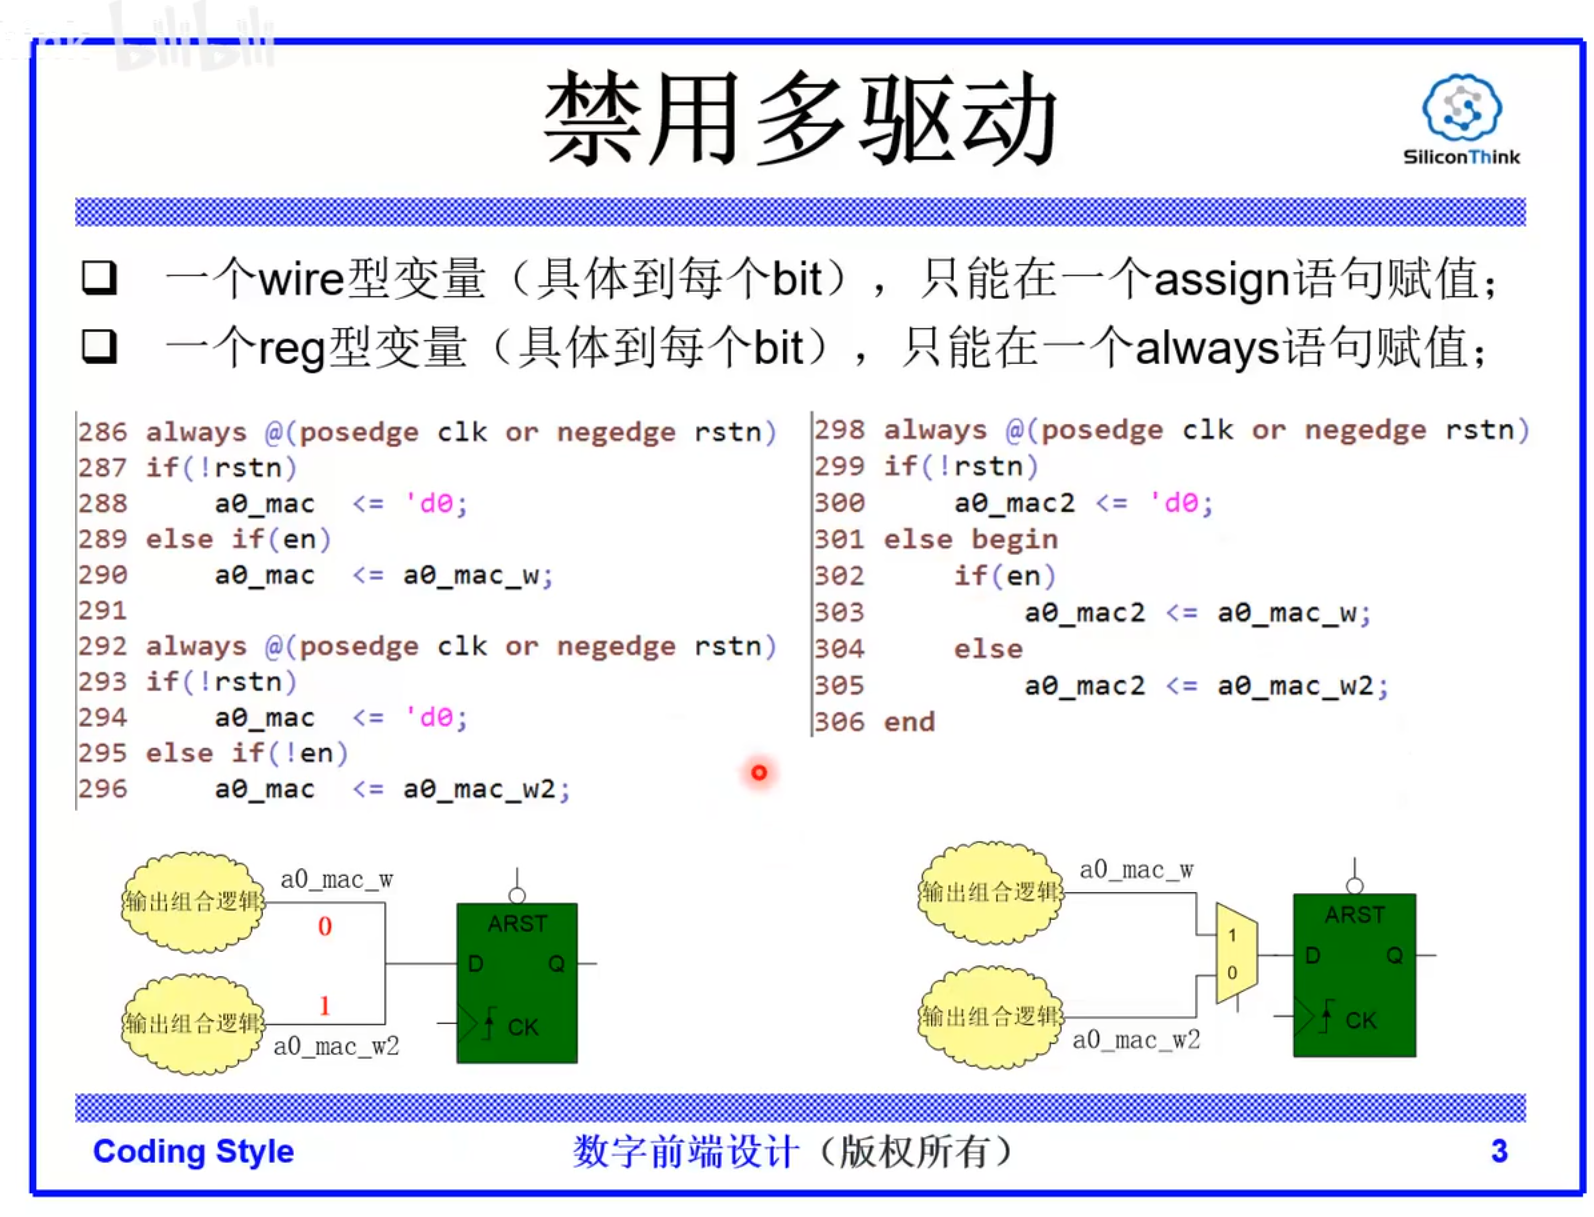 bilibili
禁用多驱动
SiliconThink
一个wire型变量（具体到每个bit），只能在一个assign语句赋值；
一个reg型变量（具体到每个bit），只能在一个always语句赋值；
286 always @(posedge clk or negedge rstn)
287 if(!rstn)
288     a0_mac  <= 'd0;
289 else if(en)
290     a0_mac  <= a0_mac_w;
291
292 always @(posedge clk or negedge rstn)
293 if(!rstn)
294     a0_mac  <= 'd0;
295 else if(!en)
296     a0_mac  <= a0_mac_w2;
298 always @(posedge clk or negedge rstn)
299 if(!rstn)
300     a0_mac2 <= 'd0;
301 else begin
302     if(en)
303         a0_mac2 <= a0_mac_w;
304     else
305         a0_mac2 <= a0_mac_w2;
306 end
输出组合逻辑
a0_mac_w
0
输出组合逻辑
1
a0_mac_w2
ARST
D Q
CK
输出组合逻辑
a0_mac_w
输出组合逻辑
a0_mac_w2
1
0
ARST
D Q
CK
Coding Style
数字前端设计（版权所有）
3